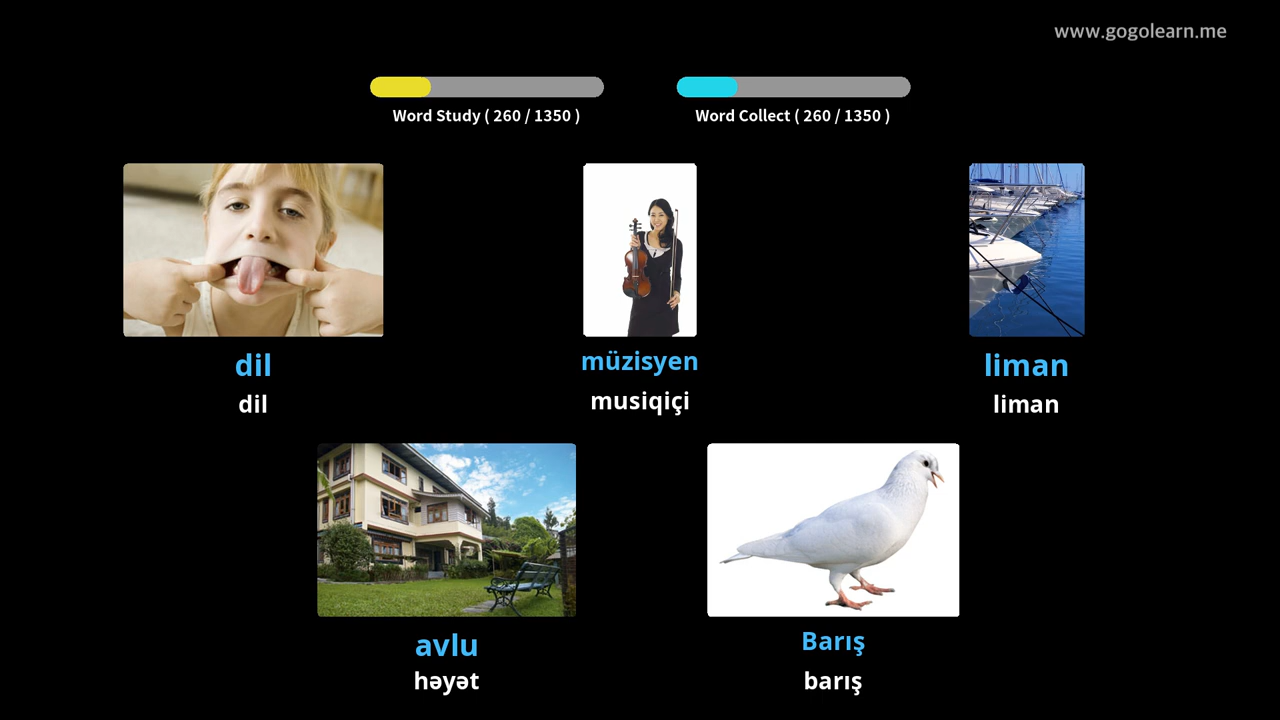 www.gogolearn.me
Word Study ( 260 / 1350 )
Word Collect ( 260 / 1350 )
dil
dil
müzisyen
musiqiçi
liman
liman
avlu
həyət
Barış
barış